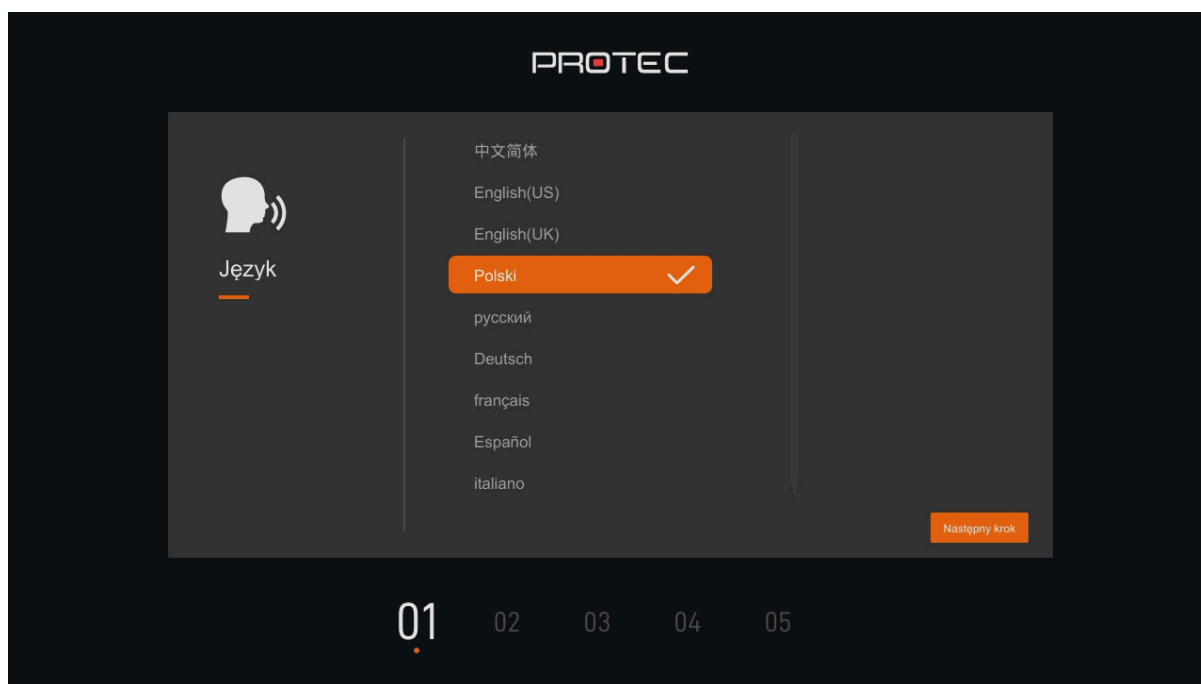 PROTEC
Język
中文简体
English(US)
English(UK)
Polski
русский
Deutsch
français
Español
italiano
Następny krok
01 02 03 04 05